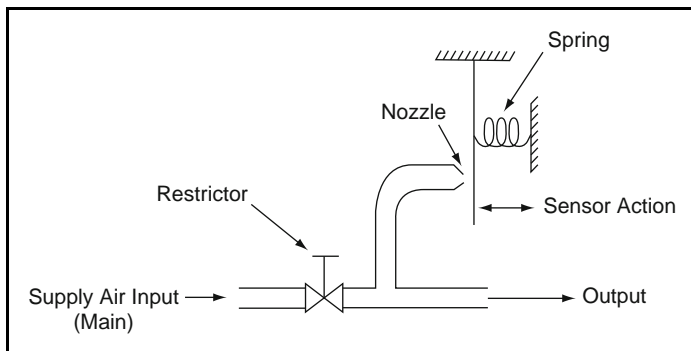 Spring
Nozzle
Restrictor
Sensor Action
Supply Air Input
(Main)
Output